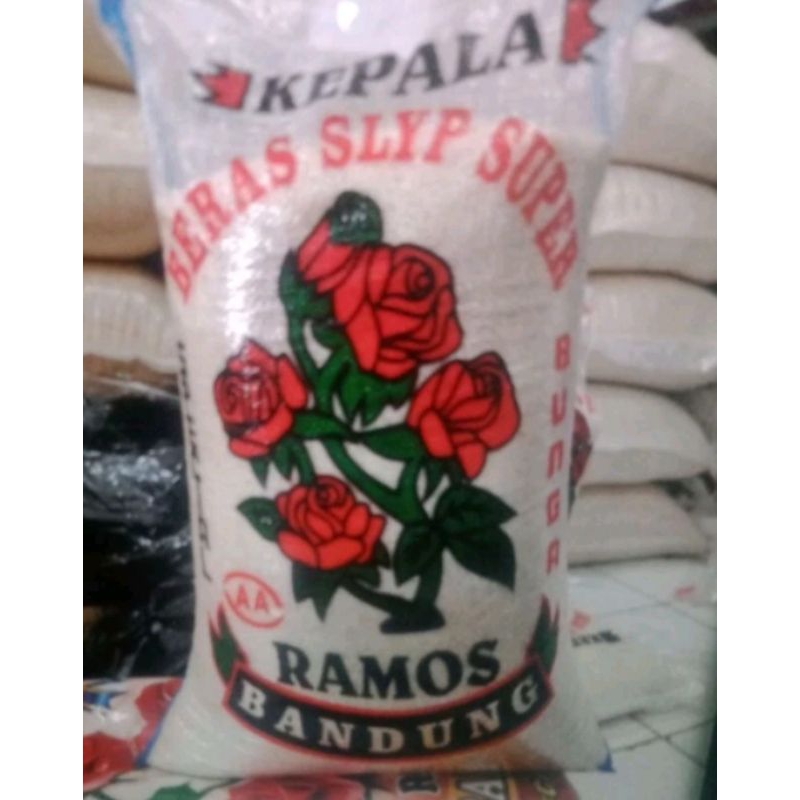 KEPALA
BERAS SLYP SUPER
BUNGA
AA
RAMOS
BANDUNG